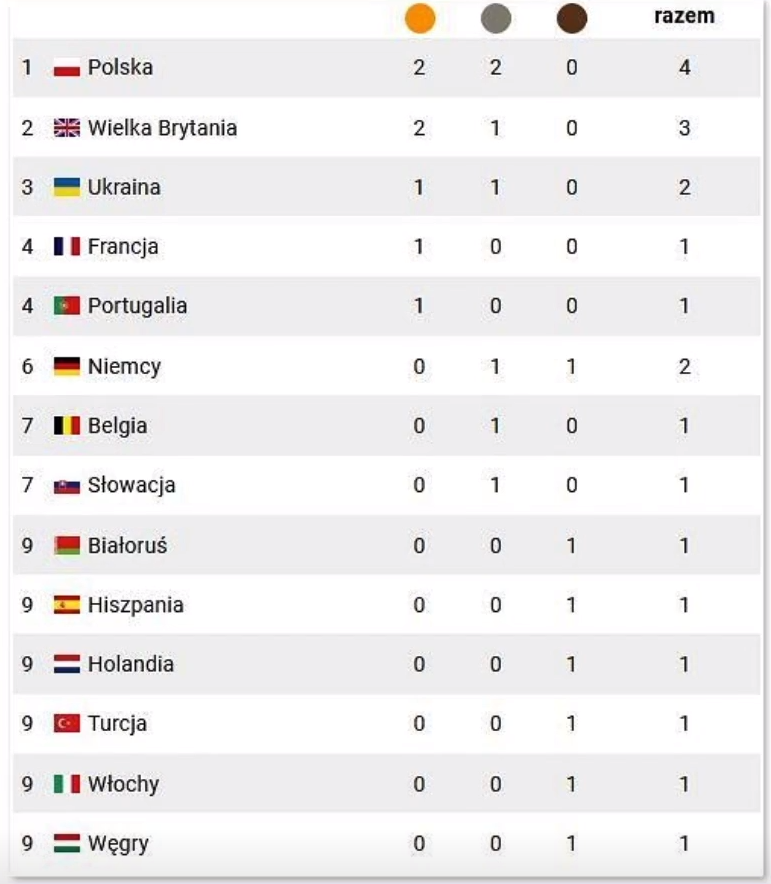 razem
1 Polska 2 2 0 4
2 Wielka Brytania 2 1 0 3
3 Ukraina 1 1 0 2
4 Francja 1 0 0 1
4 Portugalia 1 0 0 1
6 Niemcy 0 1 1 2
7 Belgia 0 1 0 1
7 Słowacja 0 1 0 1
9 Białoruś 0 0 1 1
9 Hiszpania 0 0 1 1
9 Holandia 0 0 1 1
9 Turcja 0 0 1 1
9 Włochy 0 0 1 1
9 Węgry 0 0 1 1